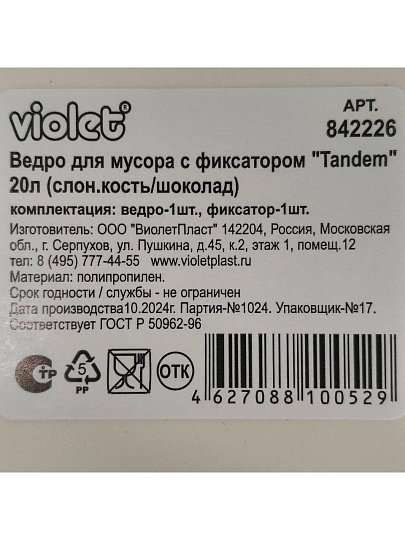 violet®
АРТ.
842226
Ведро для мусора с фиксатором "Tandem"
20л (слон.кость/шоколад)
комплектация: ведро-1шт., фиксатор-1шт.
Изготовитель: ООО "ВиолетПласт" 142204, Россия, Московская
обл., г. Серпухов, ул. Пушкина, д.45, к.2, этаж 1, помещ.12
тел: 8 (495) 777-44-55 www.violetplast.ru
Материал: полипропилен.
Срок годности / службы - не ограничен
Дата производства10.2024г. Партия-№1024. Упаковщик-№17.
Соответствует ГОСТ Р 50962-96
СТР
5
PP
ОТК
4 627088 100529